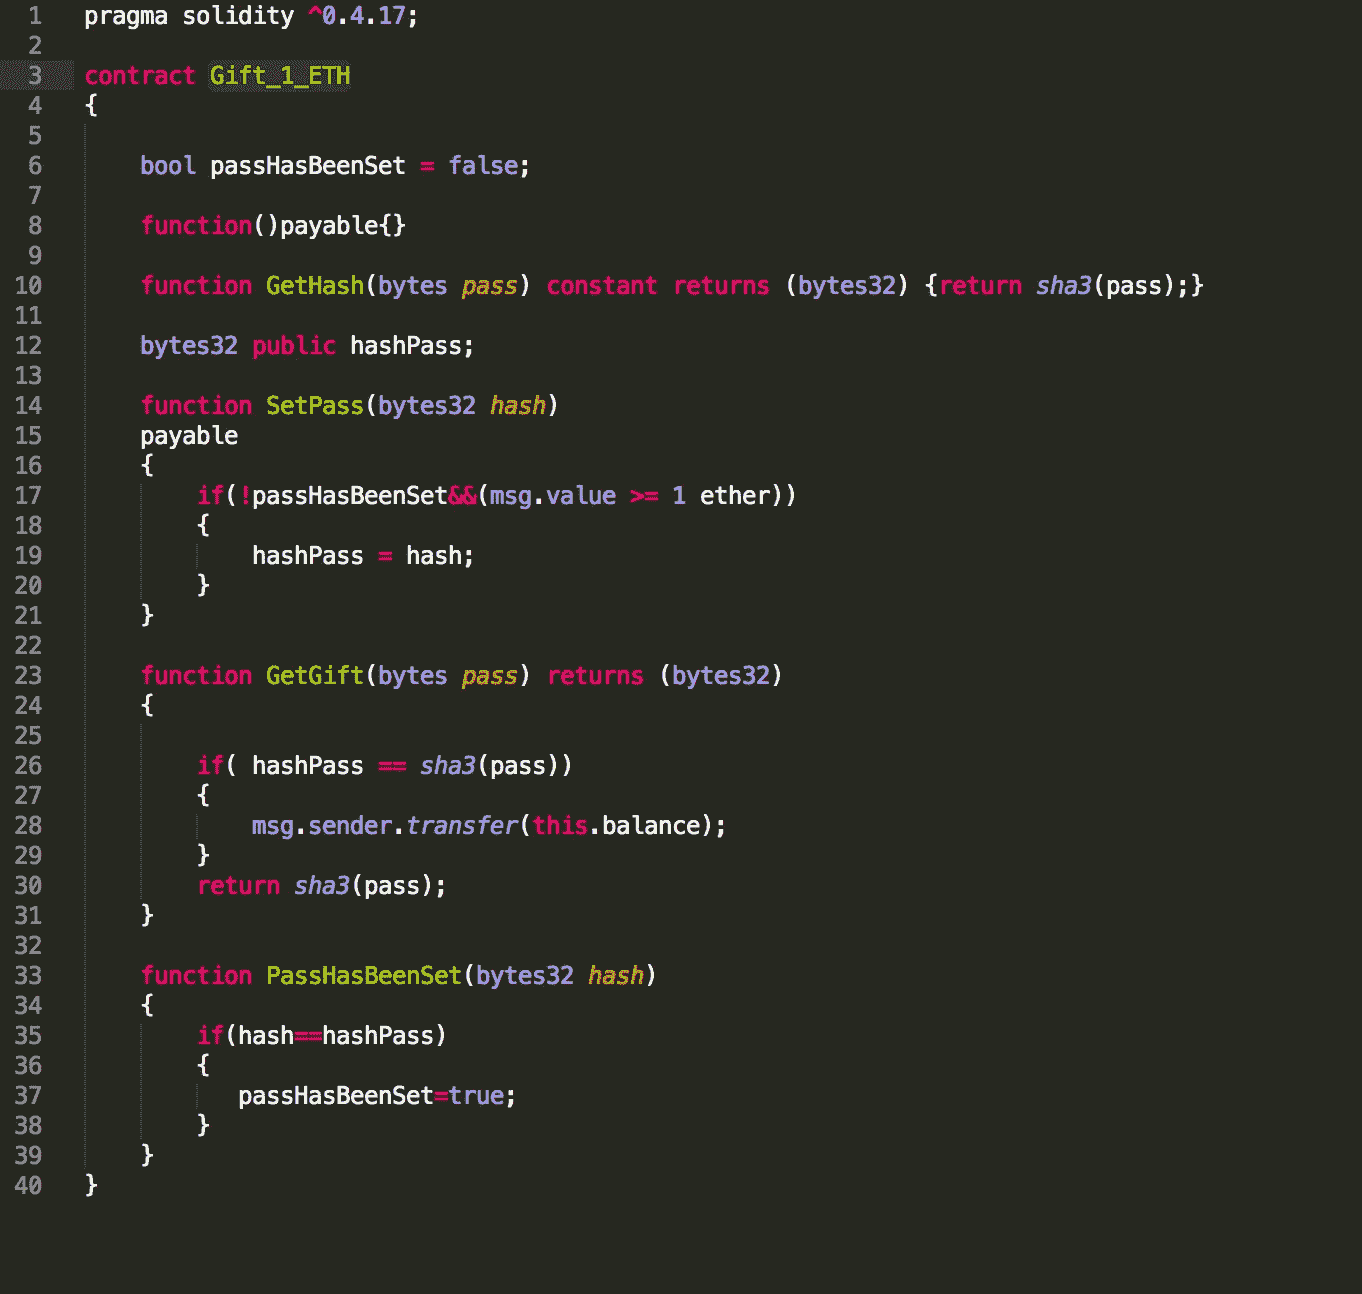 1 pragma solidity ^0.4.17;
2
3 contract Gift_1_ETH
4 {
5
6 bool passHasBeenSet = false;
7
8 function()payable{}
9
10 function GetHash(bytes pass) constant returns (bytes32) {return sha3(pass);}
11
12 bytes32 public hashPass;
13
14 function SetPass(bytes32 hash)
15 payable
16 {
17 if(!passHasBeenSet&&(msg.value >= 1 ether))
18 {
19 hashPass = hash;
20 }
21 }
22
23 function GetGift(bytes pass) returns (bytes32)
24 {
25
26 if( hashPass == sha3(pass))
27 {
28 msg.sender.transfer(this.balance);
29 }
30 return sha3(pass);
31 }
32
33 function PassHasBeenSet(bytes32 hash)
34 {
35 if(hash==hashPass)
36 {
37 passHasBeenSet=true;
38 }
39 }
40 }